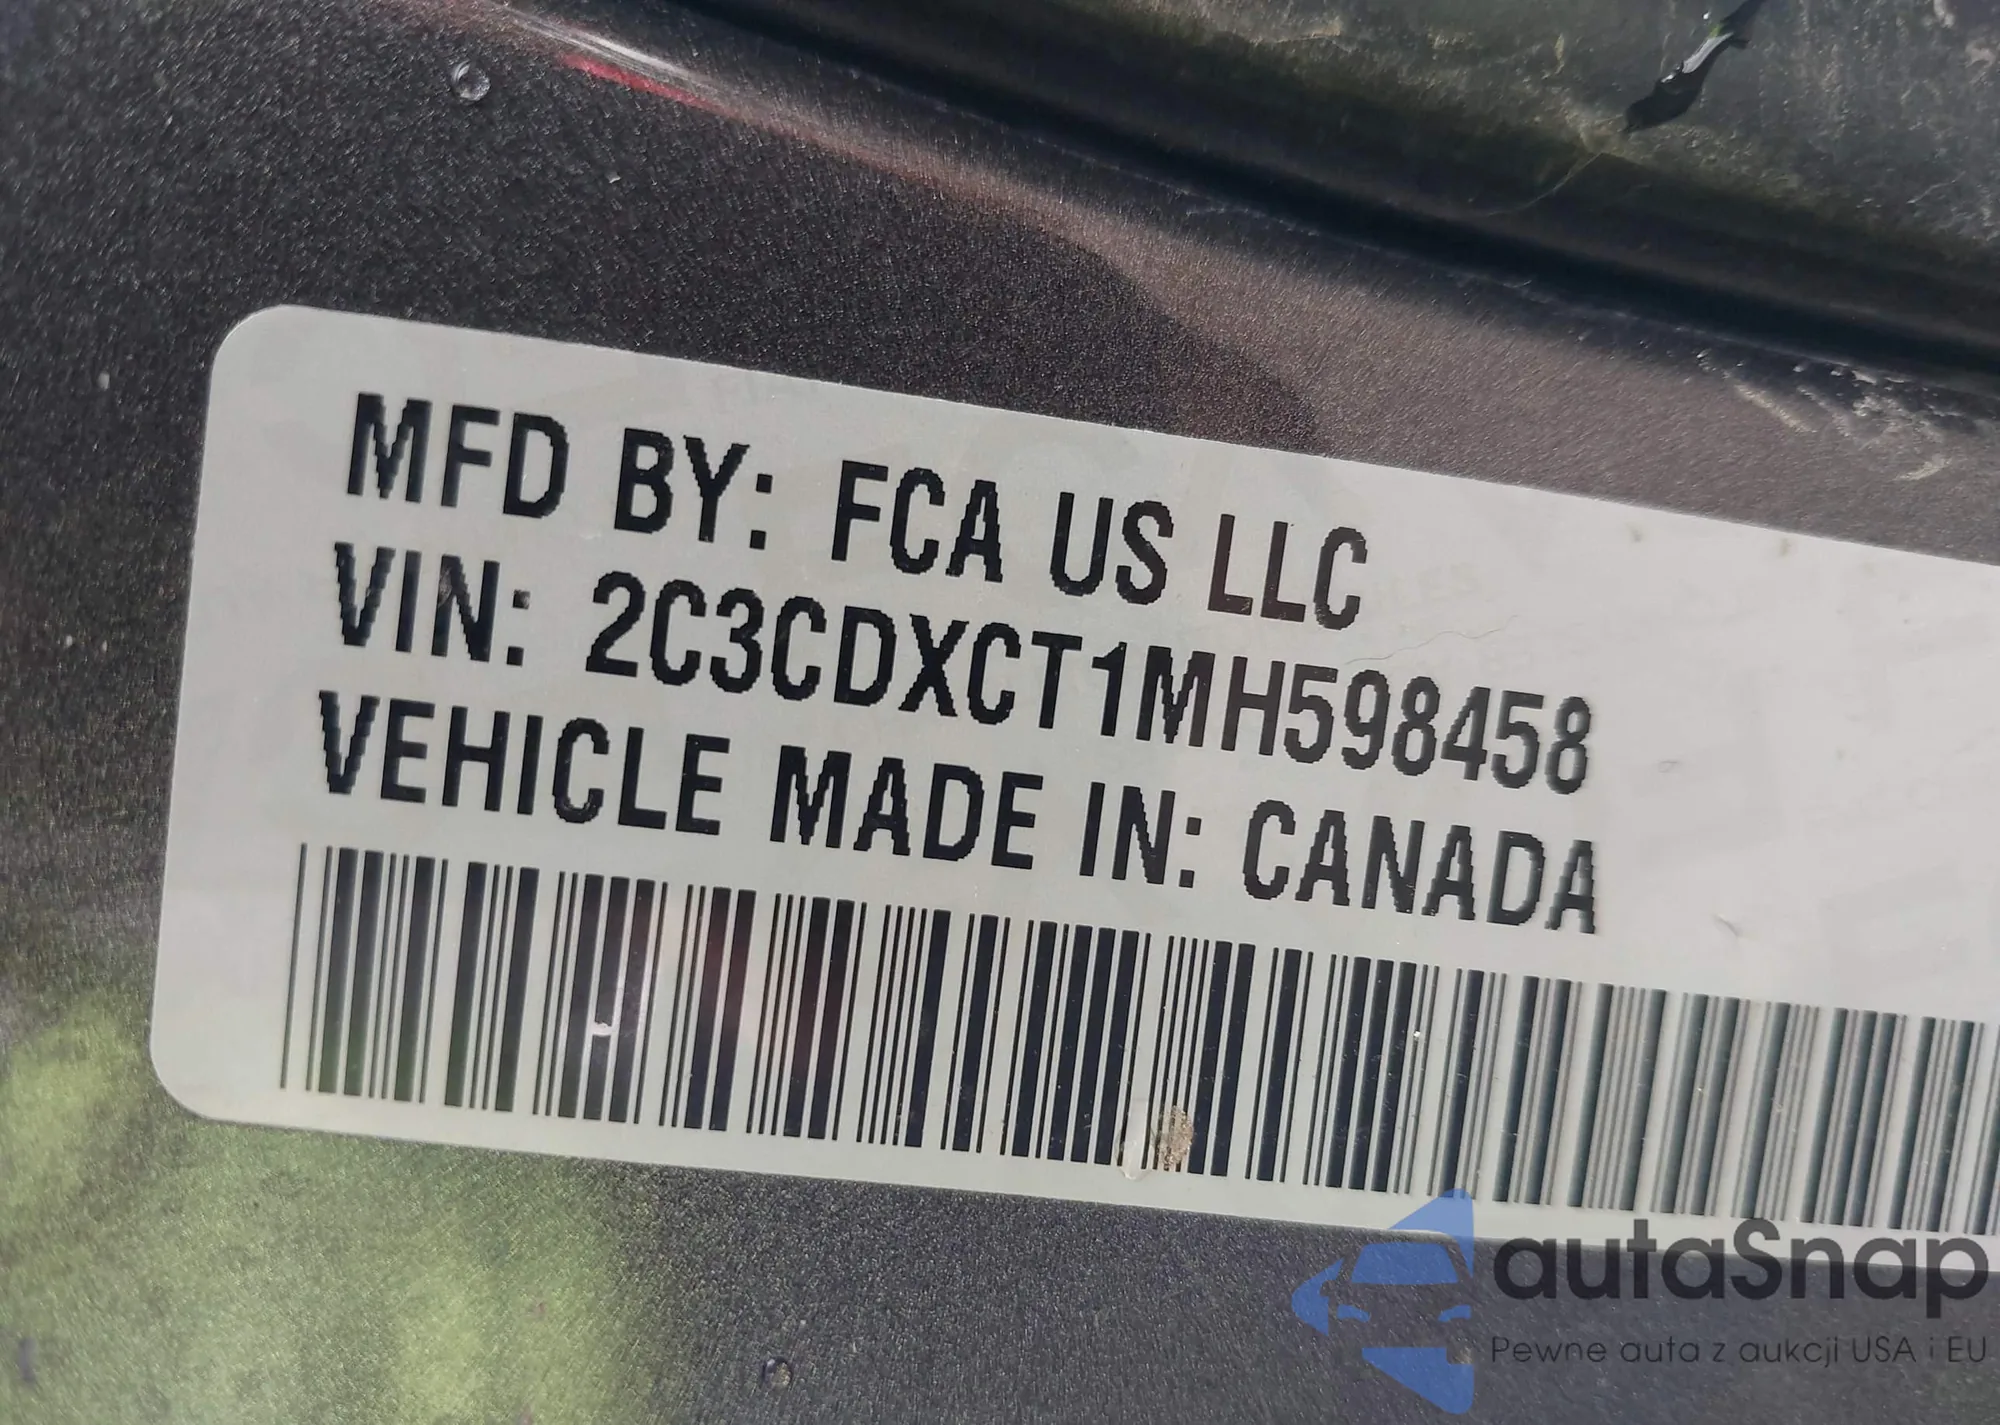 MFD BY: FCA US LLC
VIN: 2C3CDXCT1MH598458
VEHICLE MADE IN: CANADA
autaSnap
Pewne auta z aukcji USA i EU